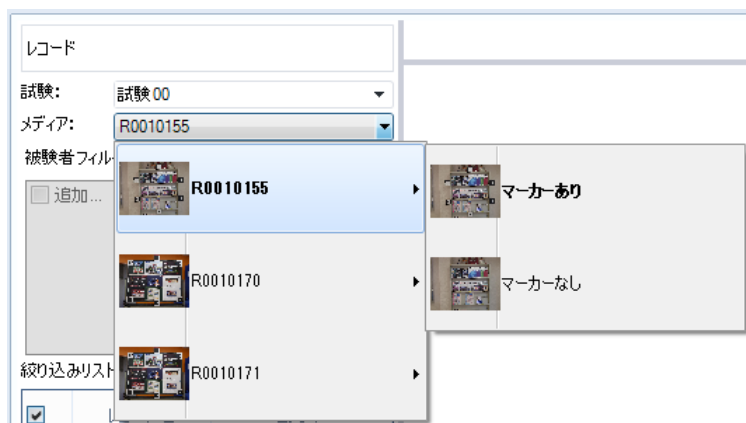 レコード
試験:
試験00
メディア:
R0010155
被験者フィル
追加...
R0010155
マーカーあり
R0010170
マーカーなし
R0010171
絞り込みリスト